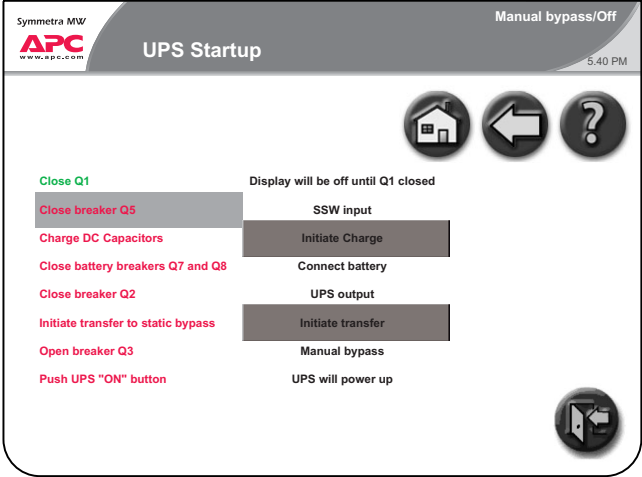 Symmetra MW
Manual bypass/Off
APC
www.apc.com
UPS Startup
5.40 PM
?
Close Q1 Display will be off until Q1 closed
Close breaker Q5 SSW input
Charge DC Capacitors Initiate Charge
Close battery breakers Q7 and Q8 Connect battery
Close breaker Q2 UPS output
Initiate transfer to static bypass Initiate transfer
Open breaker Q3 Manual bypass
Push UPS "ON" button UPS will power up